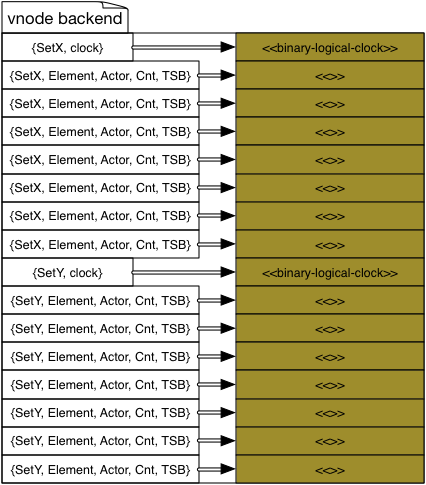 vnode backend
{SetX, clock} <<binary-logical-clock>>
{SetX, Element, Actor, Cnt, TSB} <<>>
{SetX, Element, Actor, Cnt, TSB} <<>>
{SetX, Element, Actor, Cnt, TSB} <<>>
{SetX, Element, Actor, Cnt, TSB} <<>>
{SetX, Element, Actor, Cnt, TSB} <<>>
{SetX, Element, Actor, Cnt, TSB} <<>>
{SetX, Element, Actor, Cnt, TSB} <<>>
{SetY, clock} <<binary-logical-clock>>
{SetY, Element, Actor, Cnt, TSB} <<>>
{SetY, Element, Actor, Cnt, TSB} <<>>
{SetY, Element, Actor, Cnt, TSB} <<>>
{SetY, Element, Actor, Cnt, TSB} <<>>
{SetY, Element, Actor, Cnt, TSB} <<>>
{SetY, Element, Actor, Cnt, TSB} <<>>
{SetY, Element, Actor, Cnt, TSB} <<>>